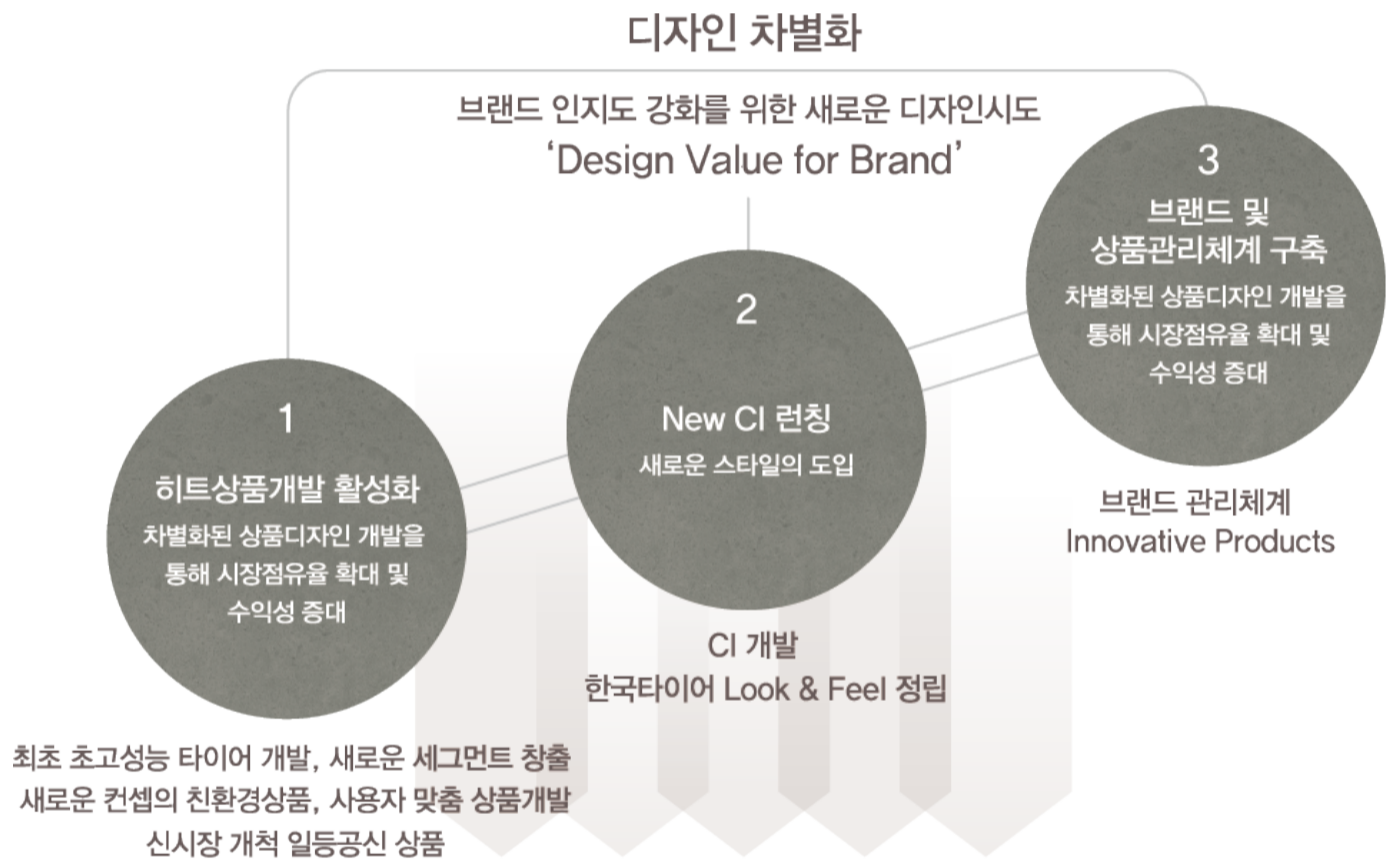 디자인 차별화
브랜드 인지도 강화를 위한 새로운 디자인시도
‘Design Value for Brand’
1
히트상품개발 활성화
차별화된 상품디자인 개발을
통해 시장점유율 확대 및
수익성 증대
최초 초고성능 타이어 개발, 새로운 세그먼트 창출
새로운 컨셉의 친환경상품, 사용자 맞춤 상품개발
신시장 개척 일등공신 상품
2
New CI 런칭
새로운 스타일의 도입
CI 개발
한국타이어 Look & Feel 정립
3
브랜드 및
상품관리체계 구축
차별화된 상품디자인 개발을
통해 시장점유율 확대 및
수익성 증대
브랜드 관리체계
Innovative Products